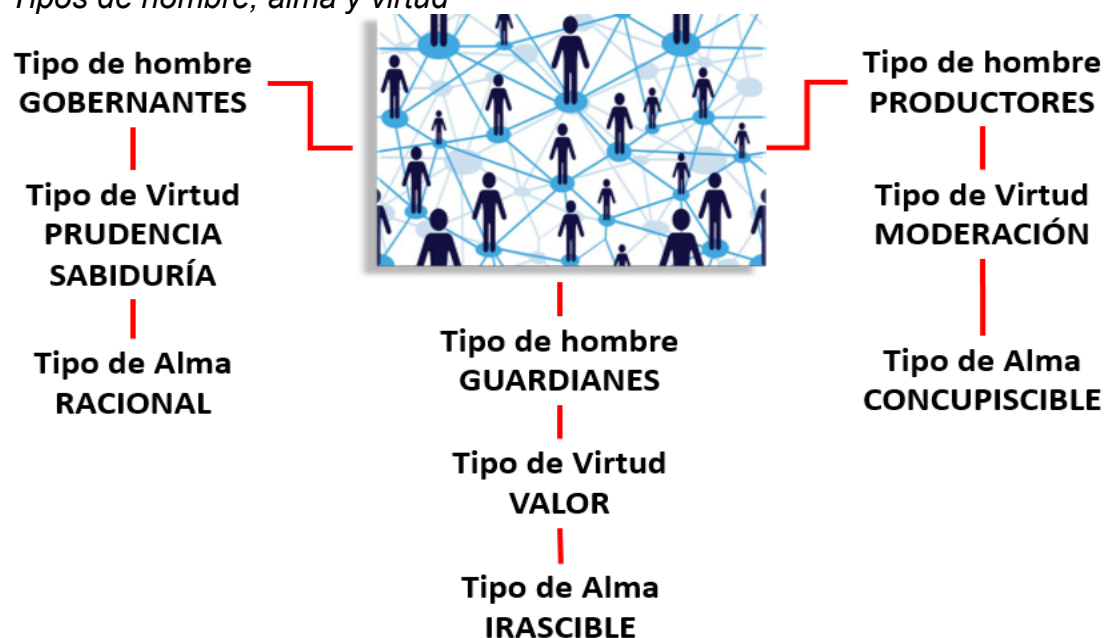 Tipos de hombre, alma y virtud
Tipo de hombre
GOBERNANTES
Tipo de Virtud
PRUDENCIA
SABIDURÍA
Tipo de Alma
RACIONAL
Tipo de hombre
GUARDIANES
Tipo de Virtud
VALOR
Tipo de Alma
IRASCIBLE
Tipo de hombre
PRODUCTORES
Tipo de Virtud
MODERACIÓN
Tipo de Alma
CONCUPISCIBLE